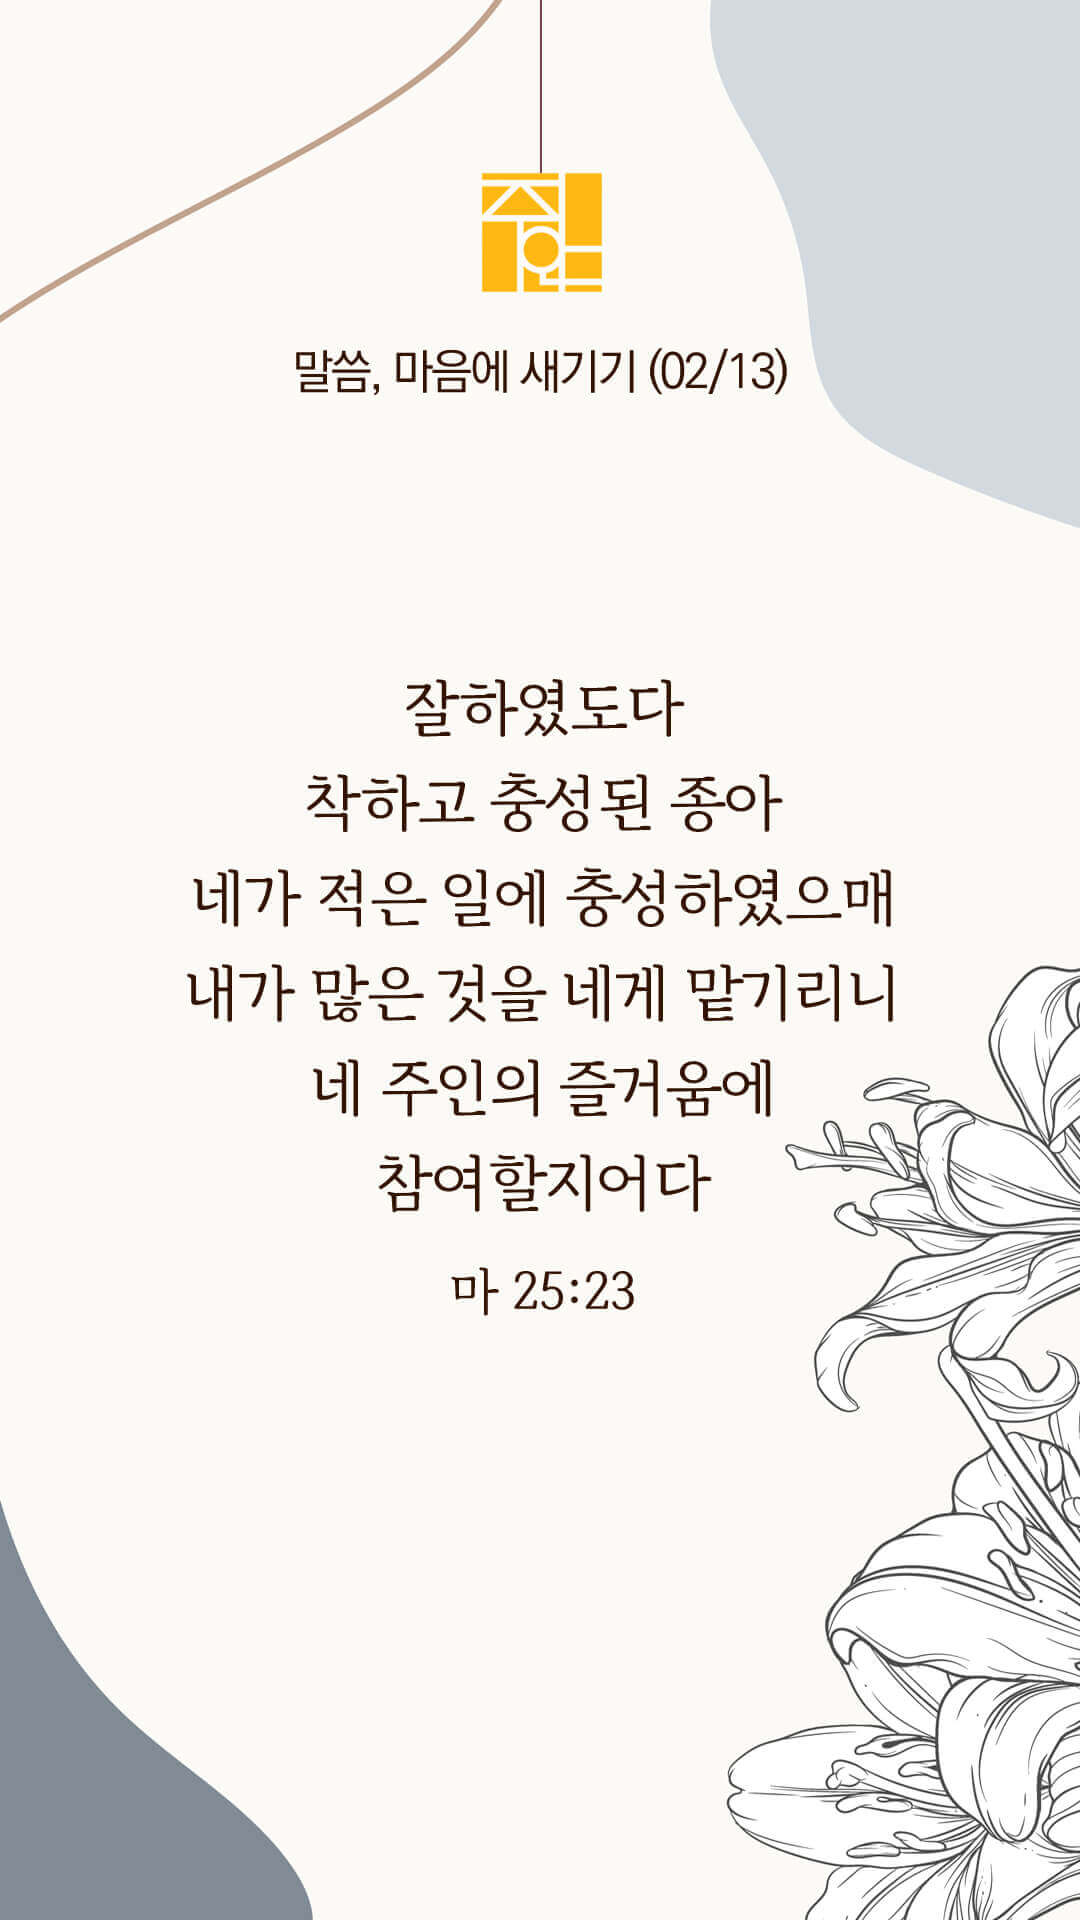 주인
말씀, 마음에 새기기 (02/13)
잘하였도다
착하고 충성된 종아
네가 적은 일에 충성하였으매
내가 많은 것을 네게 맡기리니
네 주인의 즐거움에
참여할지어다
마 25:23